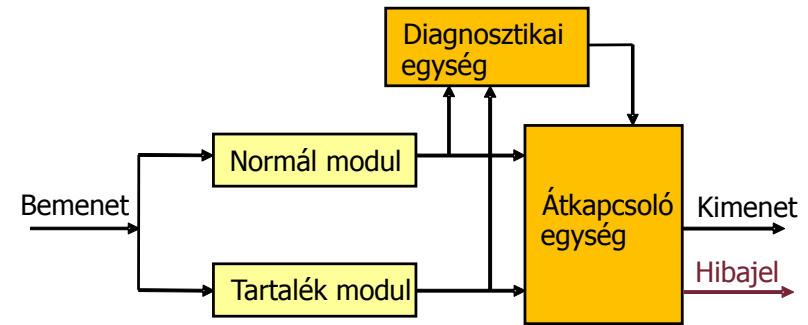 Diagnosztikai
egység
Normál modul
Bemenet
Átkapcsoló
egység
Kimenet
Hibajel
Tartalék modul